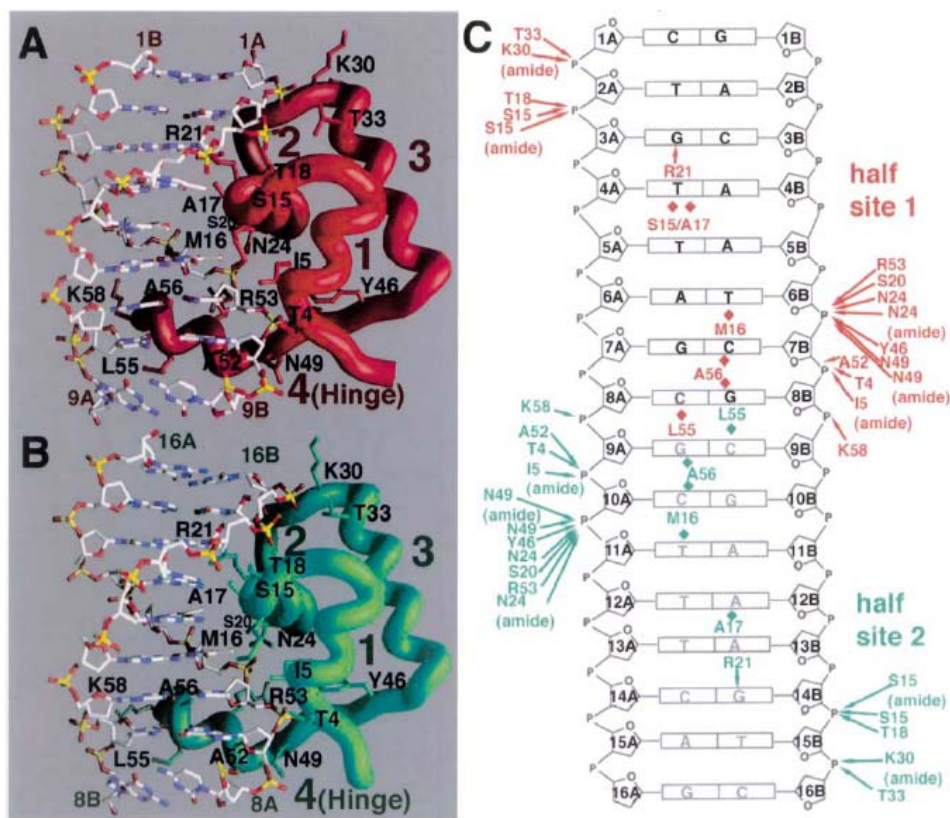 A
1B
1A
K30
T33
R21
2
3
T18
S15
A17
S20
M16
N24
I5
1
Y46
K58
A56
R53
T4
L55
A52
N49
9A
9B
4(Hinge)
B
16A
16B
K30
T33
R21
2
3
T18
S15
A17
S20
M16
N24
I5
1
Y46
K58
A56
R53
T4
L55
A52
N49
8B
8A
4(Hinge)
C
T33
K30
(amide)
P
1A O C G O 1B
P
T18
S15
S15
(amide)
P
2A O T A 2B O
P
P
3A O G C 3B O
P
R21
P
4A O T A 4B O
P
half
site 1
S15/A17
P
5A O T A 5B O
P
6A O A T 6B O
P
R53
S20
N24
N24
(amide)
Y46
N49
N49
(amide)
M16
P
7A O G C 7B O
P
A52
T4
I5
(amide)
A56
P
8A O C G 8B O
P
K58
K58
P
L55
L55
A52
T4
I5
(amide)
9A O G C 9B O
P
A56
P
N49
(amide)
N49
Y46
N24
S20
R53
N24
(amide)
10A O C G 10B O
P
M16
P
11A O T A 11B O
P
12A O T A 12B O
P
half
site 2
A17
P
13A O T A 13B O
P
R21
P
14A O C G 14B O
P
S15
(amide)
S15
T18
P
15A O A T 15B O
P
K30
(amide)
T33
P
16A O G C 16B O